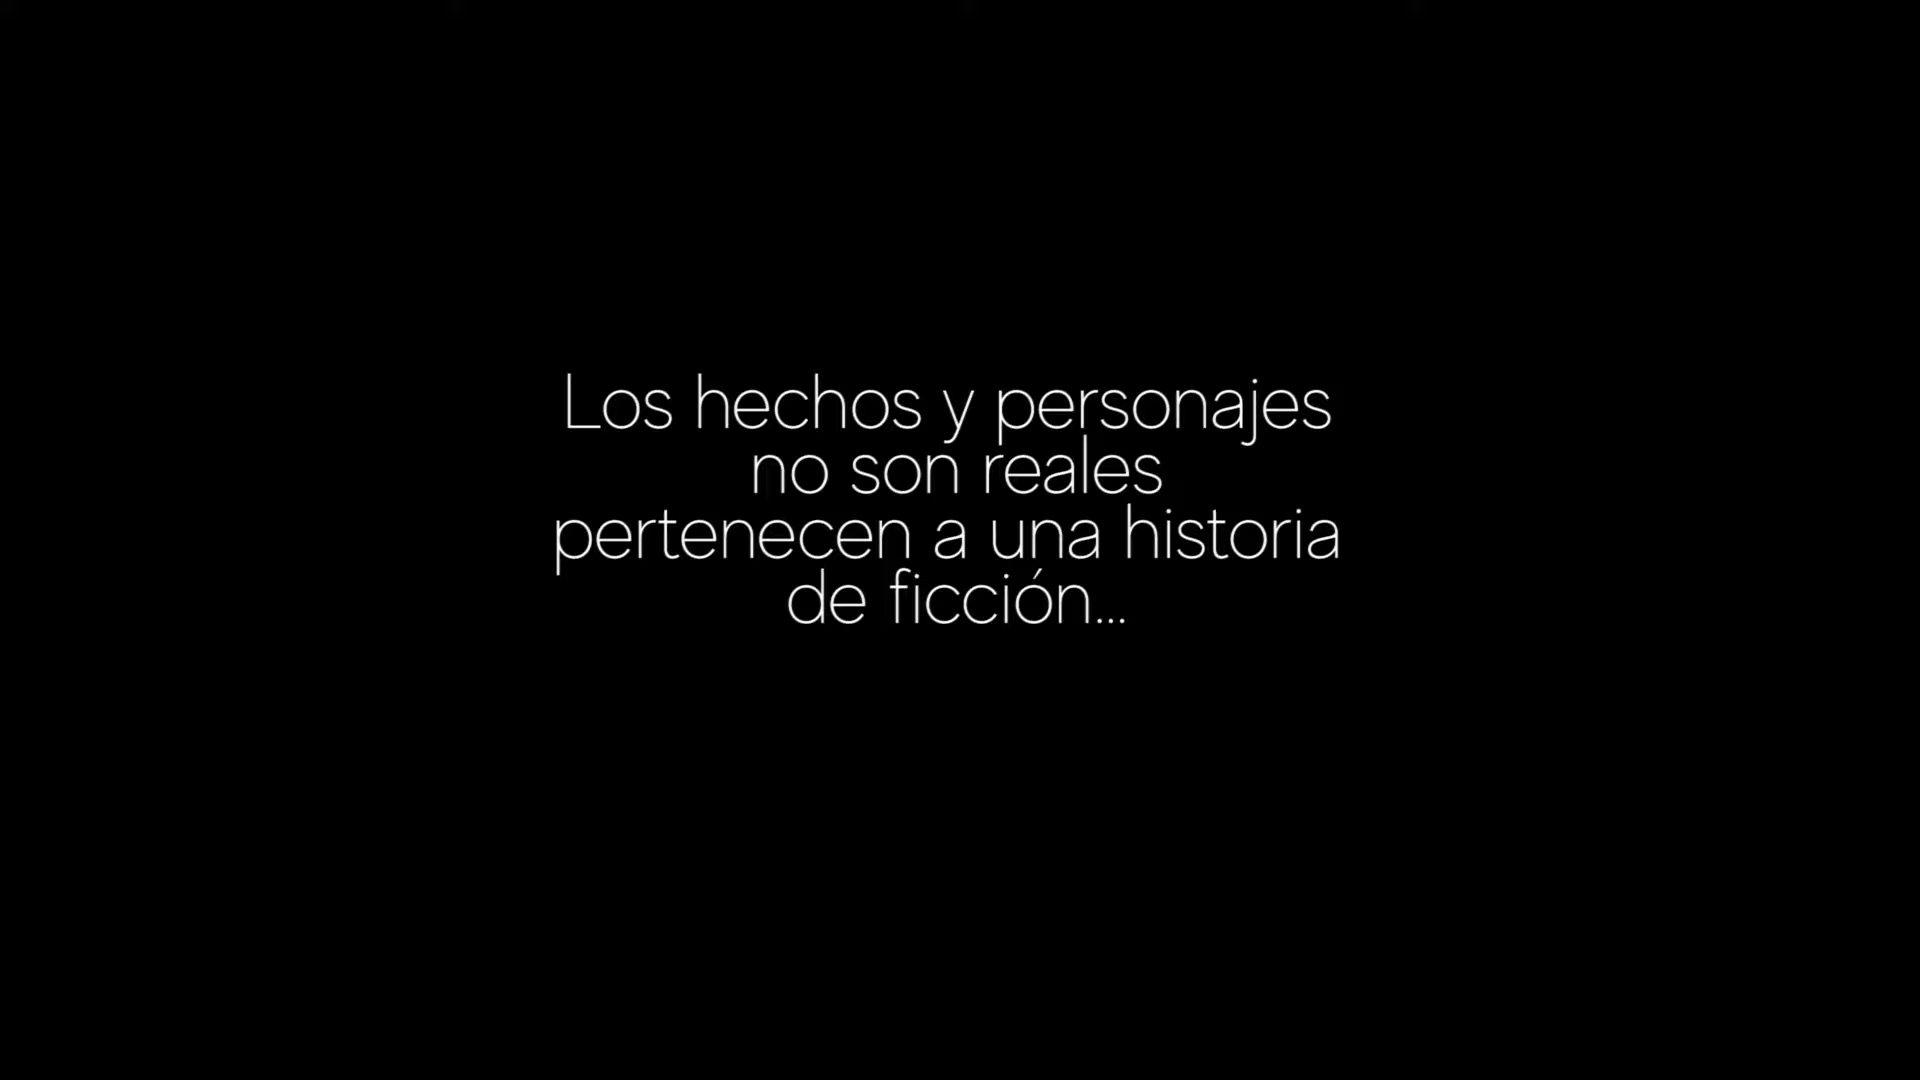 Los hechos y personajes
no son reales
pertenecen a una historia
de ficción...